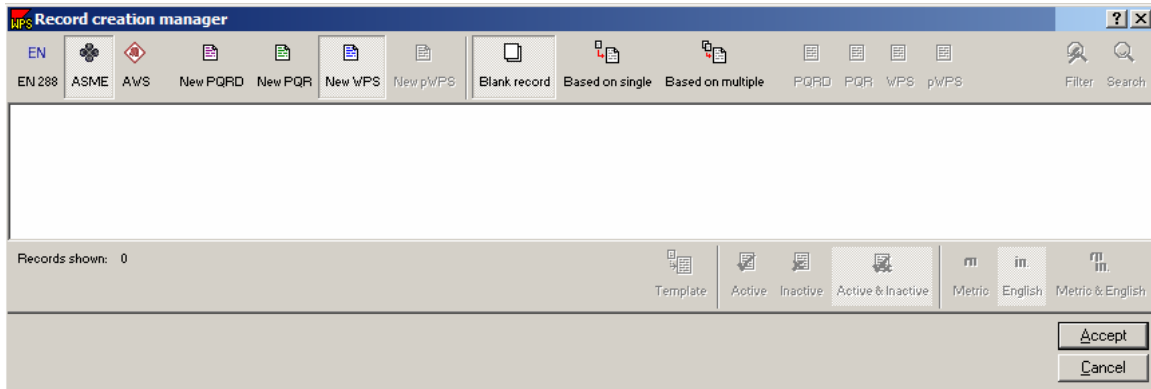 WPS Record creation manager ? ×
EN
EN 288 ASME AWS New PQRD New PQR New WPS New pWPS Blank record Based on single Based on multiple PQRD PQR WPS pWPS Filter Search
Records shown: 0
m in. m in.
Template Active Inactive Active & Inactive Metric English Metric & English
Accept
Cancel